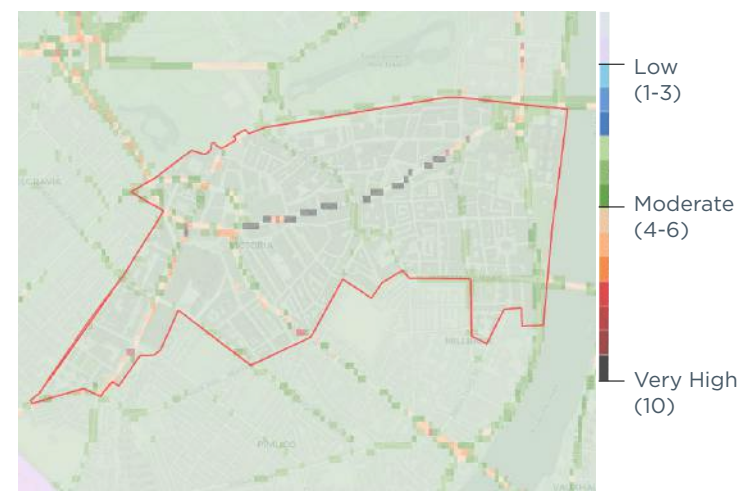 Low
(1-3)
Moderate
(4-6)
Very High
(10)
VICTORIA
PIMLICO